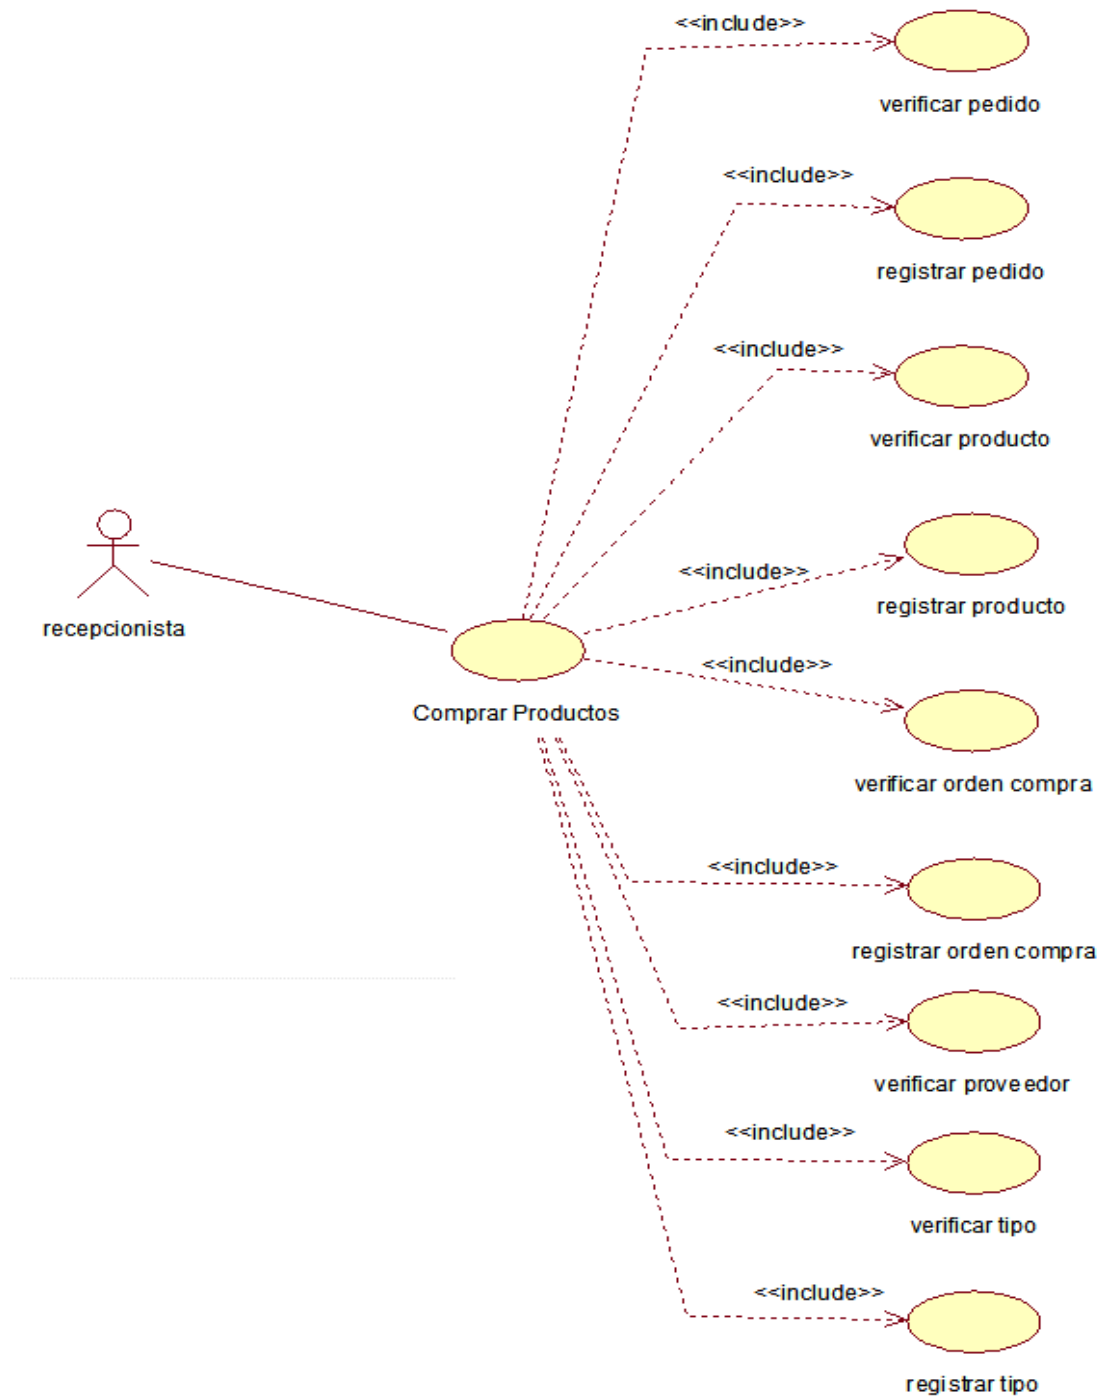 <<include>>
verificar pedido
<<include>>
registrar pedido
<<include>>
verificar producto
<<include>>
registrar producto
recepcionista
<<include>>
Comprar Productos
verificar orden compra
<<include>>
registrar orden compra
<<include>>
verificar proveedor
<<include>>
verificar tipo
<<include>>
registrar tipo